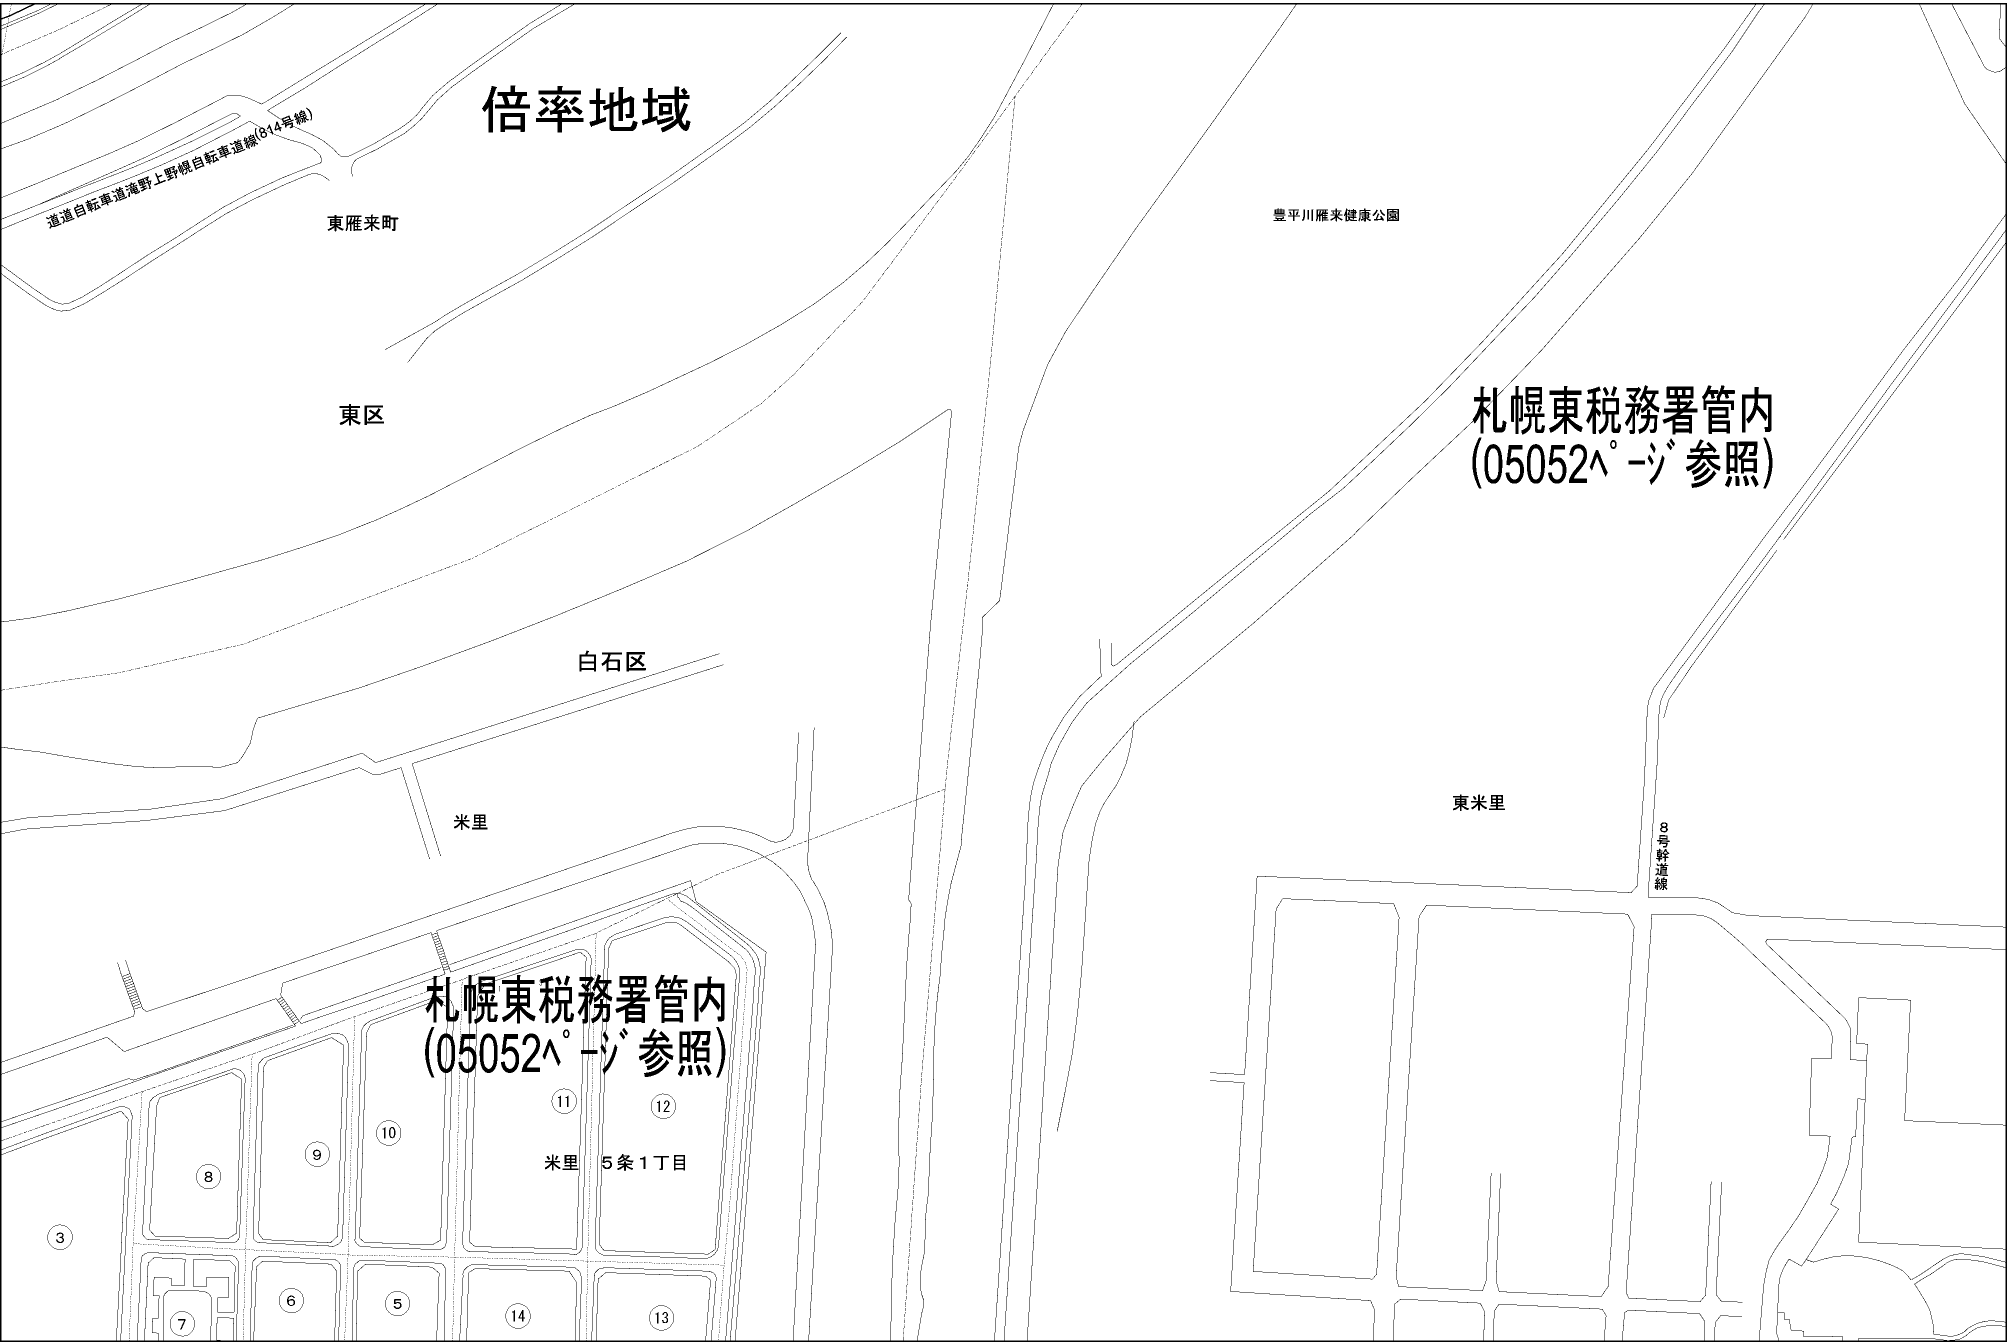 倍率地域
道道自転車道滝野上野幌自転車道線(814号線)
東雁来町
豊平川雁来健康公園
東区
札幌東税務署管内
(05052ﾍﾟｰｼﾞ参照)
白石区
米里
東米里
8号幹道線
札幌東税務署管内
(05052ﾍﾟｰｼﾞ参照)
11
12
10
9
8
米里　5条1丁目
3
6
5
14
13
7